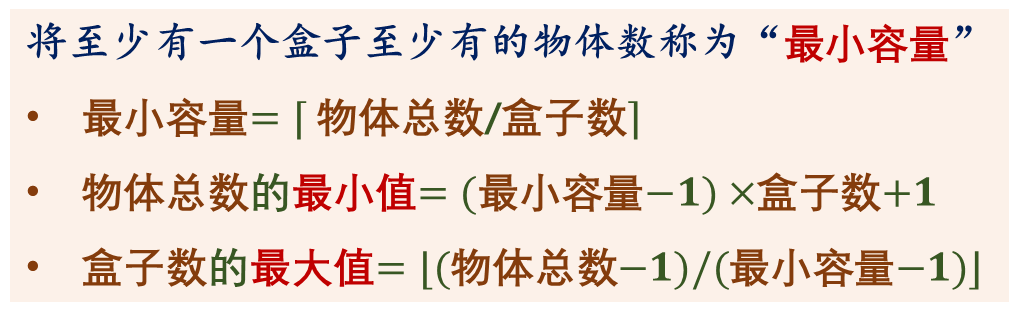 将至少有一个盒子至少有的物体数称为“最小容量”
• 最小容量=⌈ 物体总数/盒子数⌉
• 物体总数的最小值= (最小容量−1) ×盒子数+1
• 盒子数的最大值= ⌊(物体总数−1)/(最小容量−1)⌋